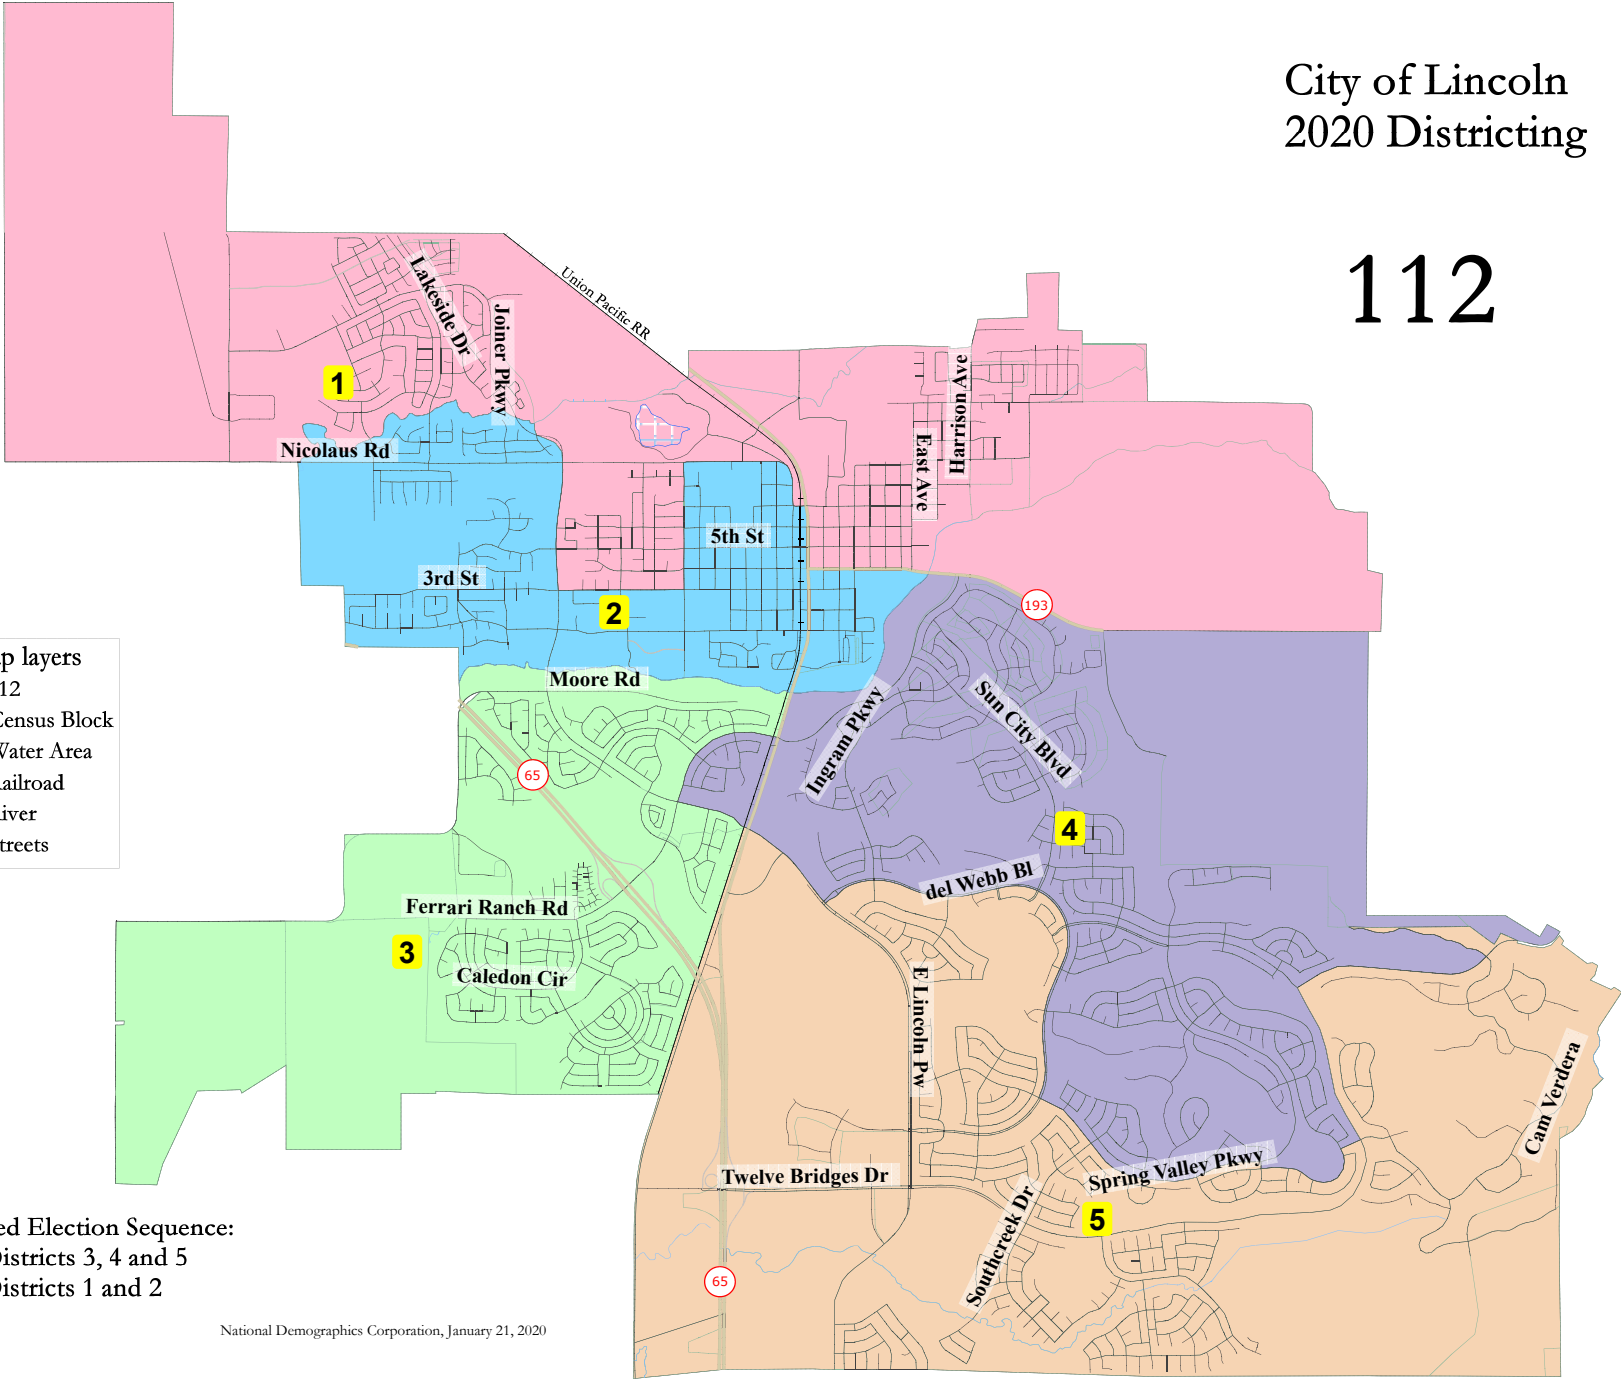 City of Lincoln
2020 Districting
112
Union Pacific RR
Lakeside Dr
Joiner Pkwy
Harrison Ave
East Ave
1
Nicolaus Rd
5th St
3rd St
2
193
Moore Rd
Ingram Pkwy
Sun City Blvd
65
4
del Webb Bl
Ferrari Ranch Rd
3
Caledon Cir
E Lincoln Pw
Cam Verdera
Twelve Bridges Dr
Spring Valley Pkwy
Southcreek Dr
5
65
p layers
12
Census Block
Water Area
ailroad
iver
treets
ed Election Sequence:
Districts 3, 4 and 5
istricts 1 and 2
National Demographics Corporation, January 21, 2020